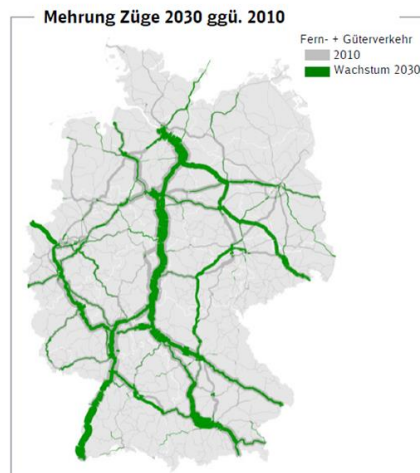 Mehrung Züge 2030 ggü. 2010
Fern- + Güterverkehr
2010
Wachstum 2030